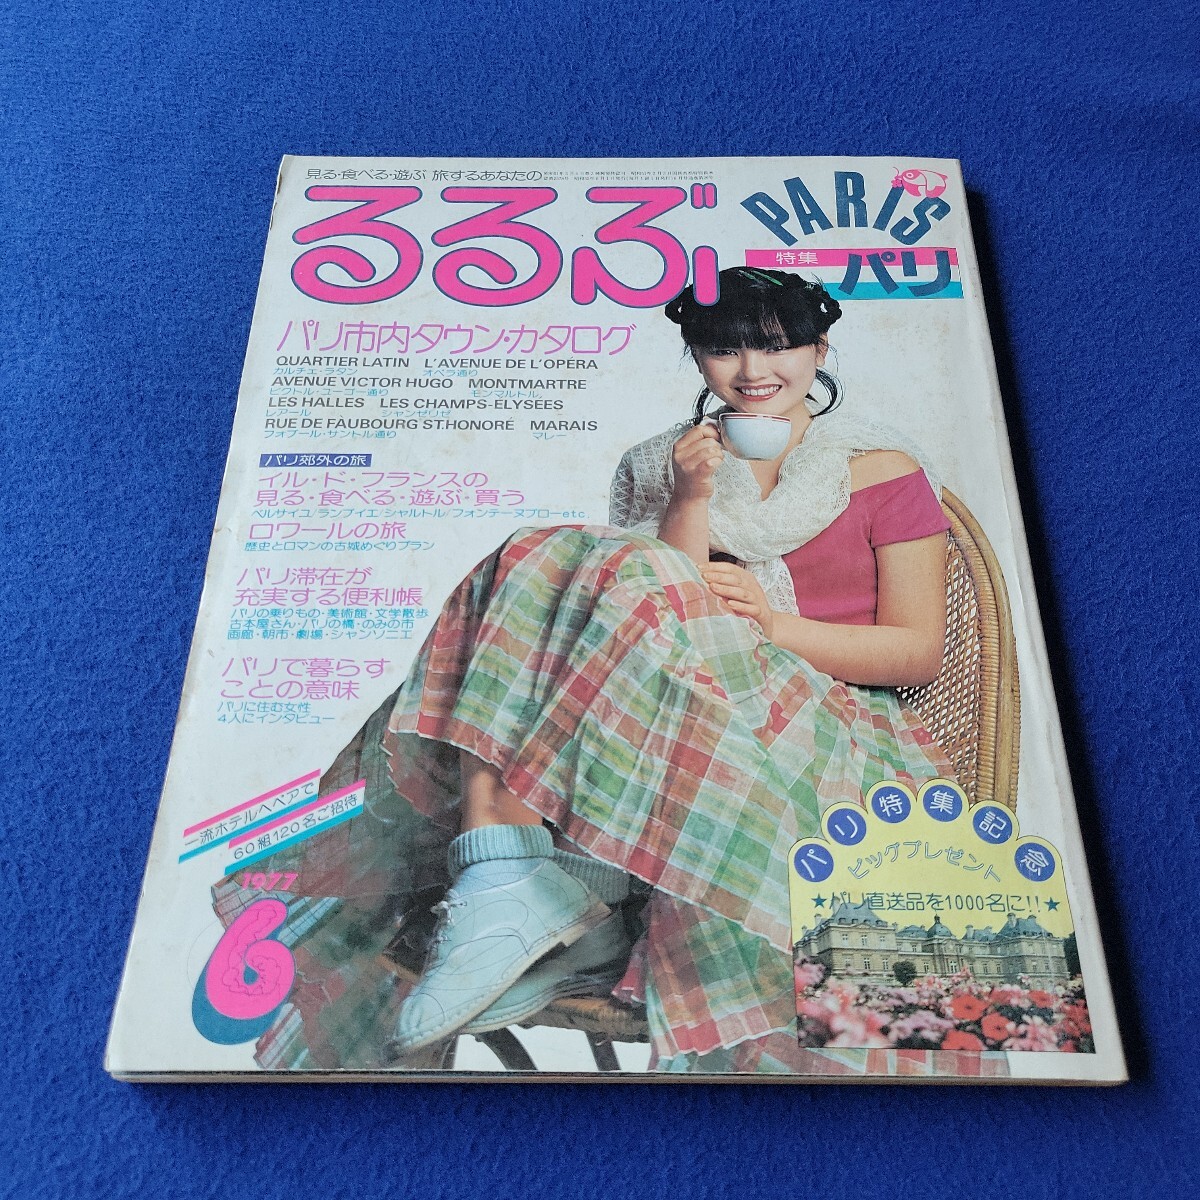 見る・食べる・遊ぶ 旅するあなたの
るるぶ
PARIS
特集 パリ
パリ市内タウン・カタログ
QUARTIER LATIN L'AVENUE DE L'OPÉRA
カルチェ・ラタン オペラ通り
AVENUE VICTOR HUGO MONTMARTRE
ビクトル・ユーゴー通り モンマルトル
LES HALLES LES CHAMPS-ELYSÉES
レアール シャンゼリゼ
RUE DE FAUBOURG ST.HONORÉ MARAIS
フォブール・サントル通り マレー
パリ郊外の旅
イル・ド・フランスの
見る・食べる・遊ぶ・買う
ベルサイユ/ランブイエ/シャルトル/フォンテーヌブローetc.
ロワールの旅
歴史とロマンの古城めぐりプラン
パリ滞在が
充実する便利帳
パリの乗りもの・美術館・文学散歩
古本屋さん・パリの橋・のみの市
画廊・朝市・劇場・シャンソニエ
パリで暮らす
ことの意味
パリに住む女性
4人にインタビュー
一流ホテルへペアで
60組120名ご招待
1977
6
パリ特集記念
ビッグプレゼント
★パリ直送品を1000名に!!★